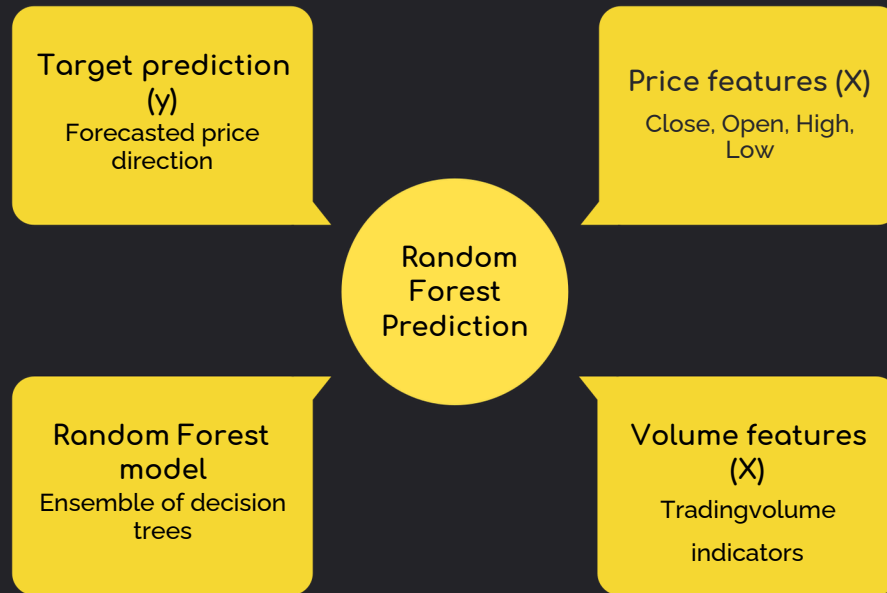 Target prediction
(y)
Forecasted price
direction
Price features (X)
Close, Open, High,
Low
Random
Forest
Prediction
Random Forest
model
Ensemble of decision
trees
Volume features
(X)
Tradingvolume
indicators